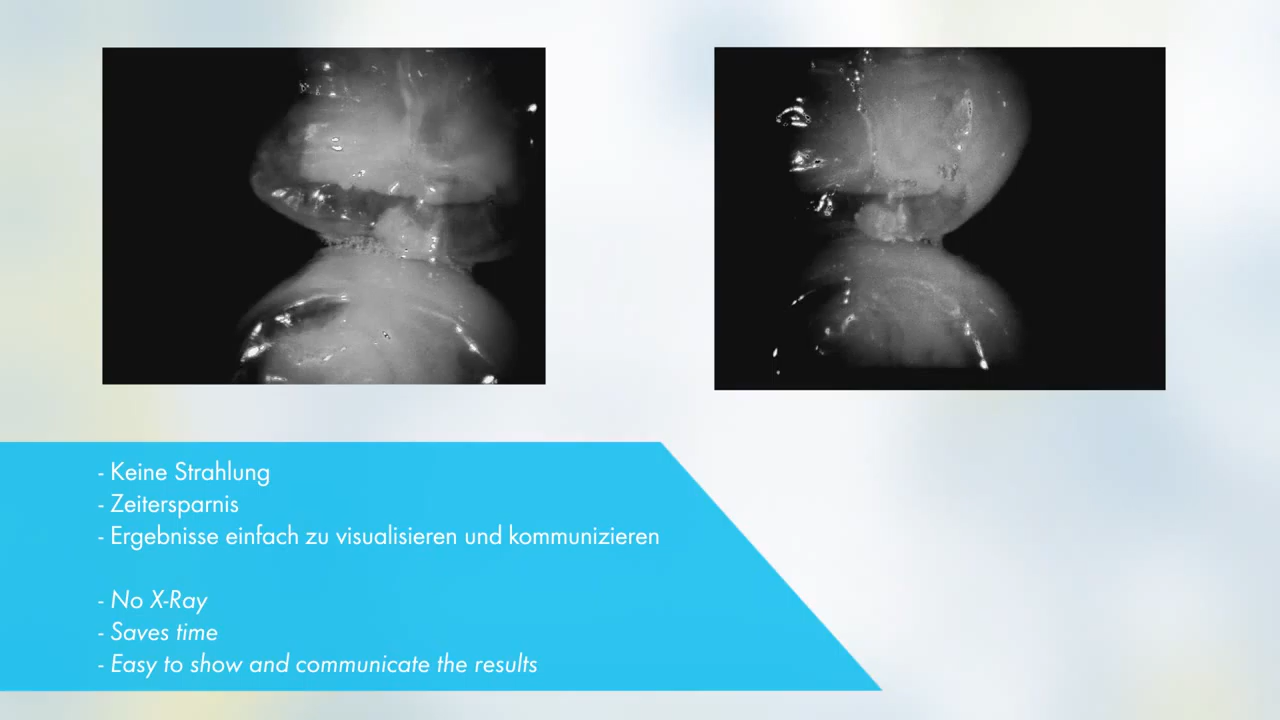 - Keine Strahlung
- Zeitersparnis
- Ergebnisse einfach zu visualisieren und kommunizieren
- No X-Ray
- Saves time
- Easy to show and communicate the results